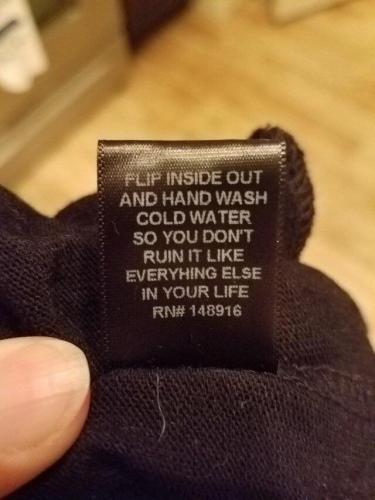 FLIP INSIDE OUT
AND HAND WASH
COLD WATER
SO YOU DON'T
RUIN IT LIKE
EVERYHING ELSE
IN YOUR LIFE
RN# 148916